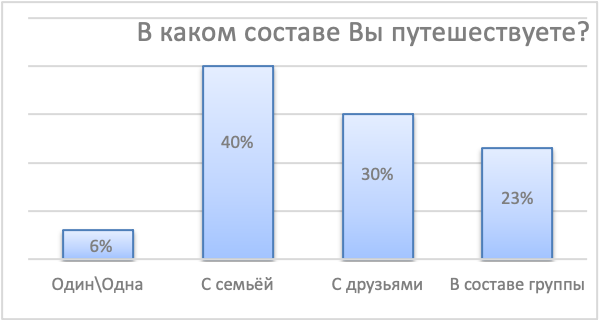 В каком составе Вы путешествуете?
40%
30%
23%
6%
Один\Одна С семьёй С друзьями В составе группы